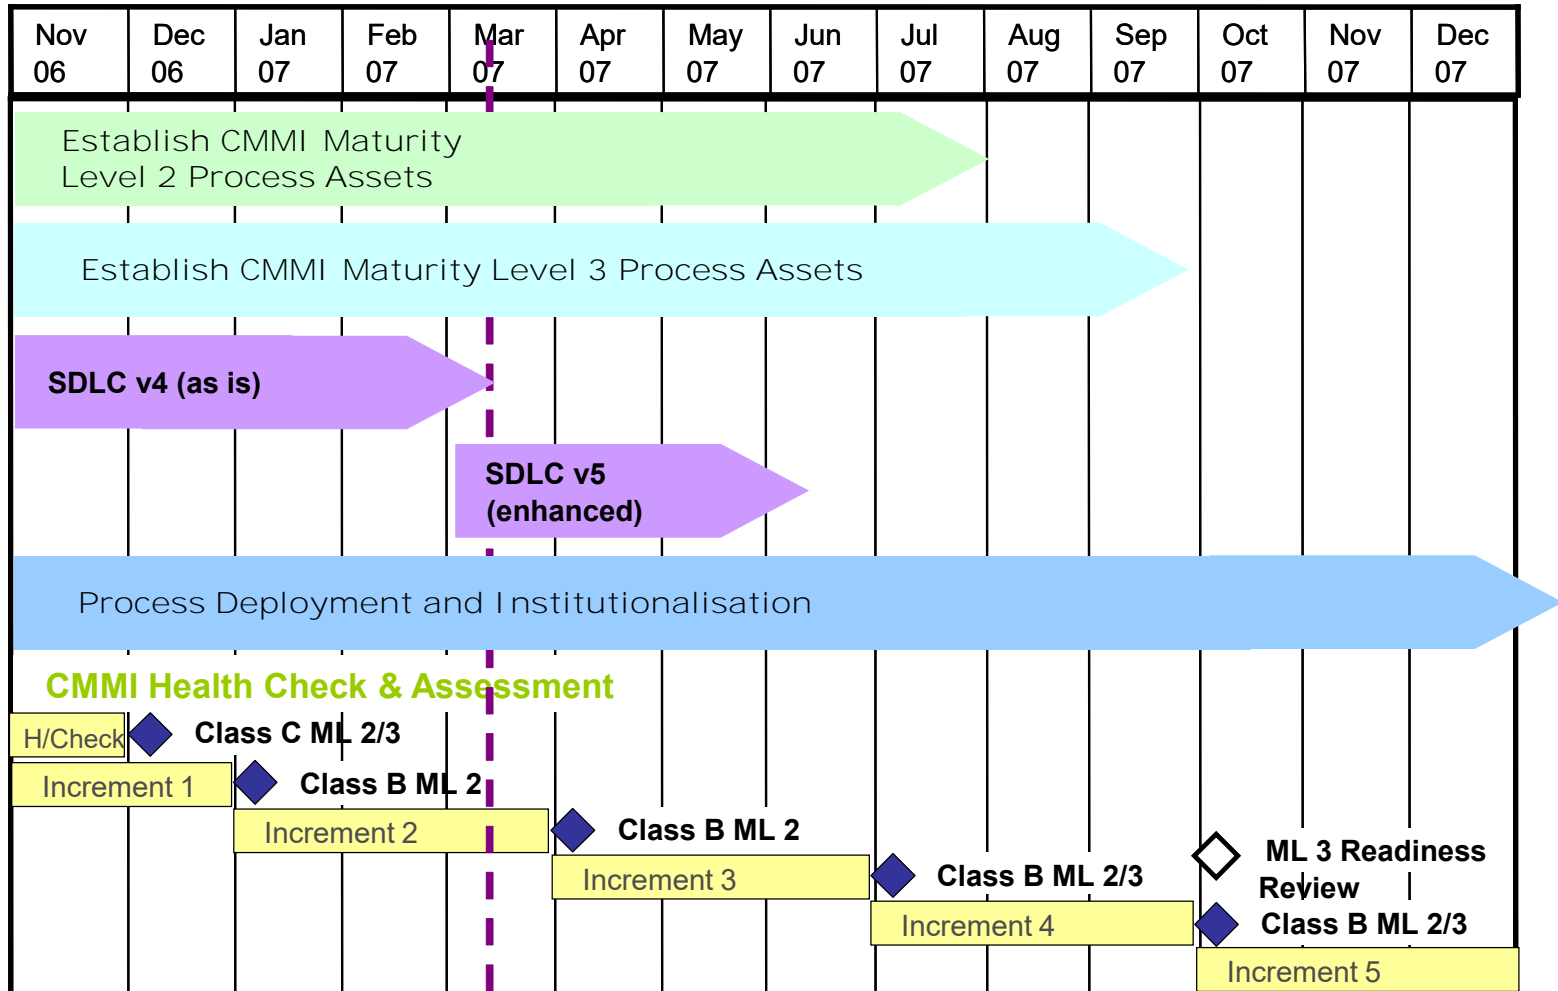 Nov Dec Jan Feb Mar Apr May Jun Jul Aug Sep Oct Nov Dec
06 06 07 07 07 07 07 07 07 07 07 07 07 07
Establish CMMI Maturity
Level 2 Process Assets
Establish CMMI Maturity Level 3 Process Assets
SDLC v4 (as is)
SDLC v5
(enhanced)
Process Deployment and Institutionalisation
CMMI Health Check & Assessment
H/Check Class C ML 2/3
Increment 1 Class B ML 2
Increment 2 Class B ML 2
ML 3 Readiness
Review
Increment 3 Class B ML 2/3
Increment 4 Class B ML 2/3
Increment 5